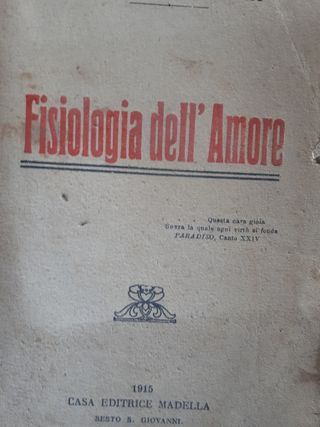 Fisiologia dell' Amore
Questa cara gioia
Sovra la quale ogni virtù si fonda
PARADISO, Canto XXIV
1915
CASA EDITRICE MADELLA
SESTO S. GIOVANNI.